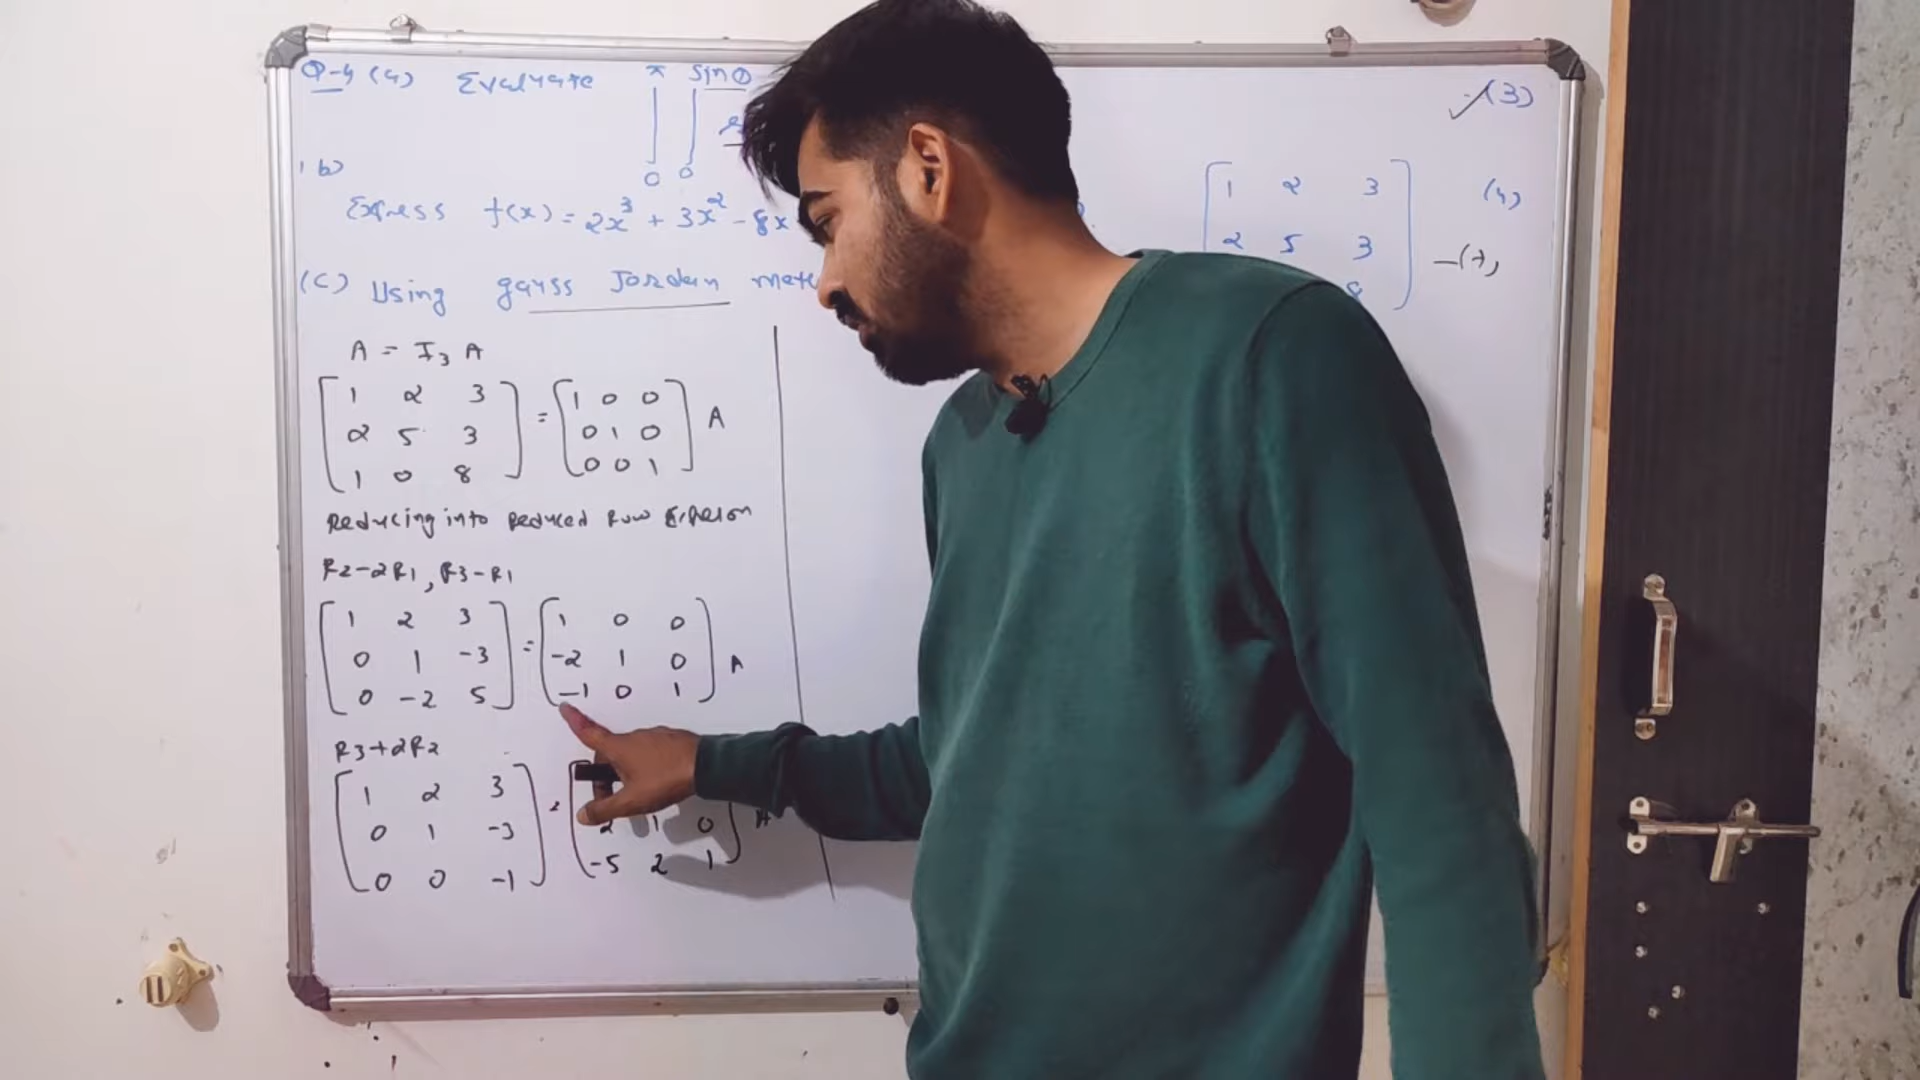 Q-4 (a) Evaluate ∫ ∫ π sinθ 0 0
(3)
b)
Express f(x) = 2x³ + 3x² - 8x
(4)
(c) Using gauss Jordan
[ 1 2 3
2 5 3
8 ] -(7)
A = I₃ A
[ 1 2 3 ] = [ 1 0 0 ] A
[ 2 5 3 ] [ 0 1 0 ]
[ 1 0 8 ] [ 0 0 1 ]
Reducing into Reduced Row
R2-2R1, R3-R1
[ 1 2 3 ] = [ 1 0 0 ] A
[ 0 1 -3 ] [ -2 1 0 ]
[ 0 -2 5 ] [ -1 0 1 ]
R3+2R2
[ 1 2 3 ] = [
[ 0 1 -3 ] 2 1 0 ] A
[ 0 0 -1 ] [ -5 2 1 ]